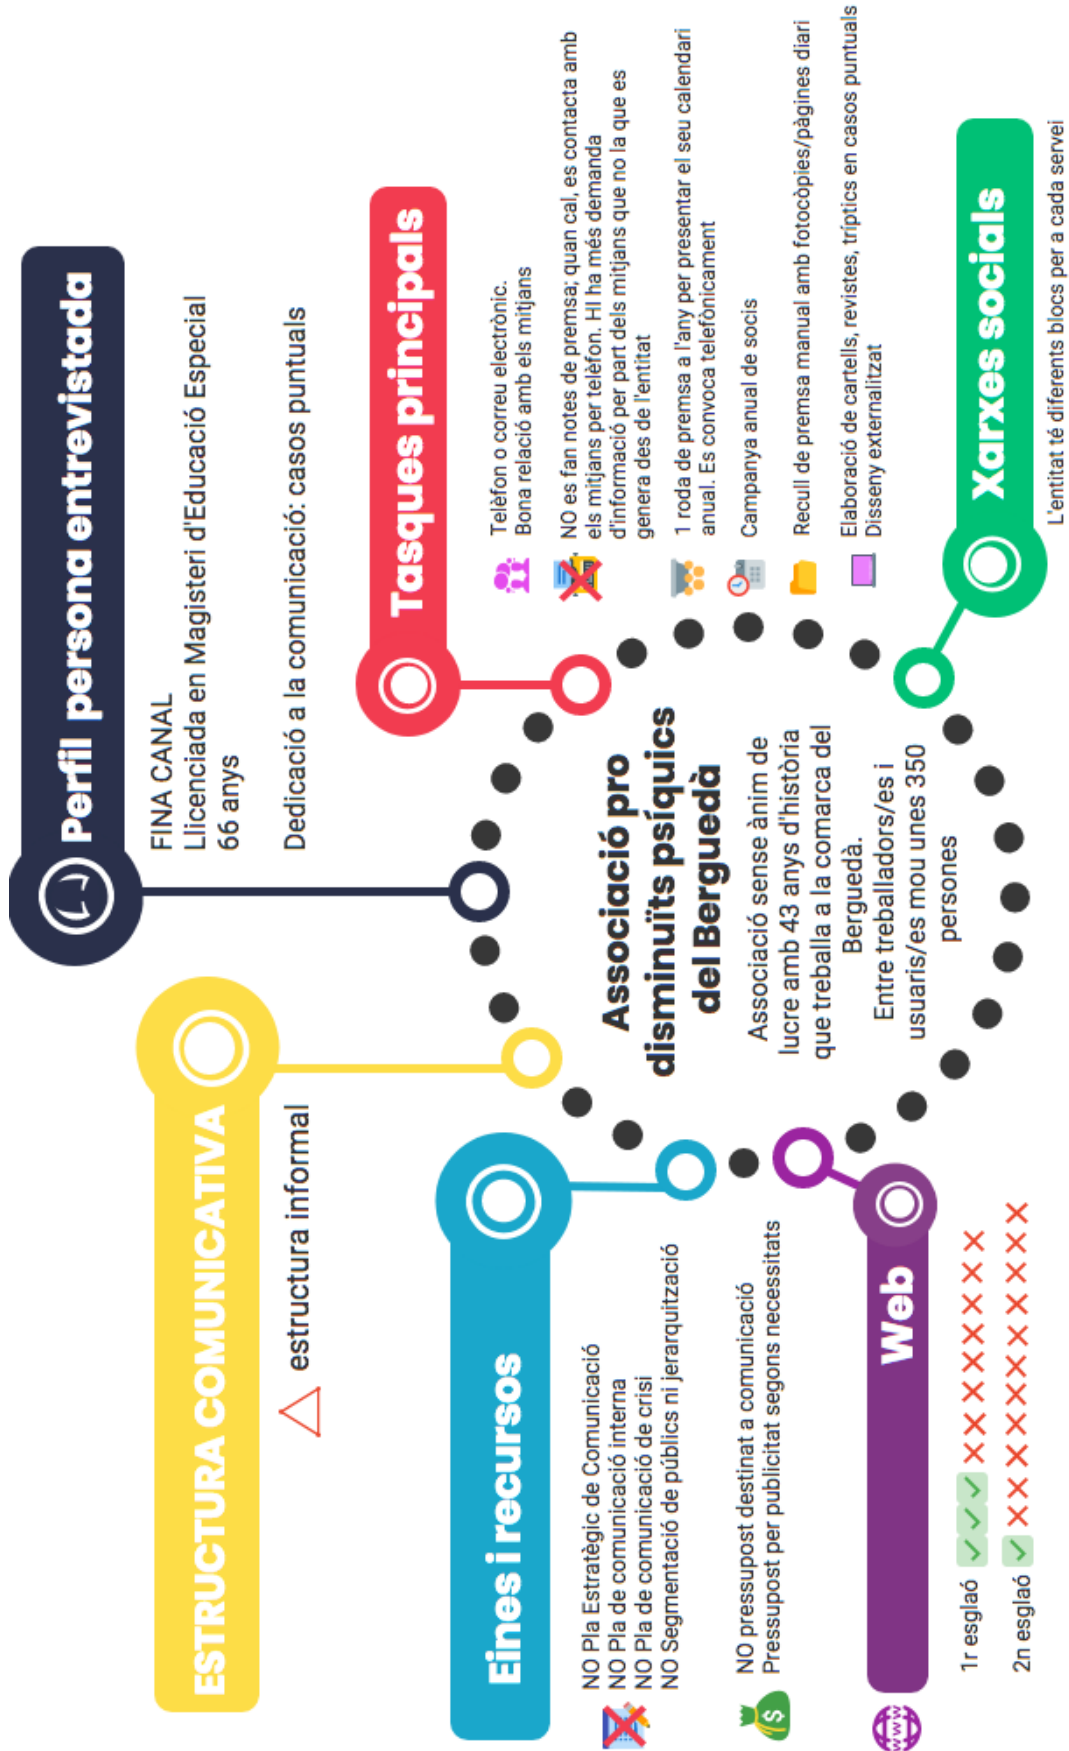 Perfil persona entrevistada
FINA CANAL
Llicenciada en Magisteri d'Educació Especial
66 anys
Dedicació a la comunicació: casos puntuals
ESTRUCTURA COMUNICATIVA
estructura informal
Tasques principals
Telèfon o correu electrònic.
Bona relació amb els mitjans
NO es fan notes de premsa; quan cal, es contacta amb
els mitjans per telèfon. HI ha més demanda
d'informació per part dels mitjans que no la que es
genera des de l'entitat
1 roda de premsa a l'any per presentar el seu calendari
anual. Es convoca telefònicament
Campanya anual de socis
Recull de premsa manual amb fotocòpies/pàgines diari
Elaboració de cartells, revistes, tríptics en casos puntuals
Disseny externalitzat
Eines i recursos
NO Pla Estratègic de Comunicació
NO Pla de comunicació interna
NO Pla de comunicació de crisi
NO Segmentació de públics ni jerarquització
NO pressupost destinat a comunicació
Pressupost per publicitat segons necessitats
Associació pro
disminuïts psíquics
del Berguedà
Associació sense ànim de
lucre amb 43 anys d'història
que treballa a la comarca del
Berguedà.
Entre treballadors/es i
usuaris/es mou unes 350
persones
Web
www
1r esglaó
2n esglaó
Xarxes socials
L'entitat té diferents blocs per a cada servei